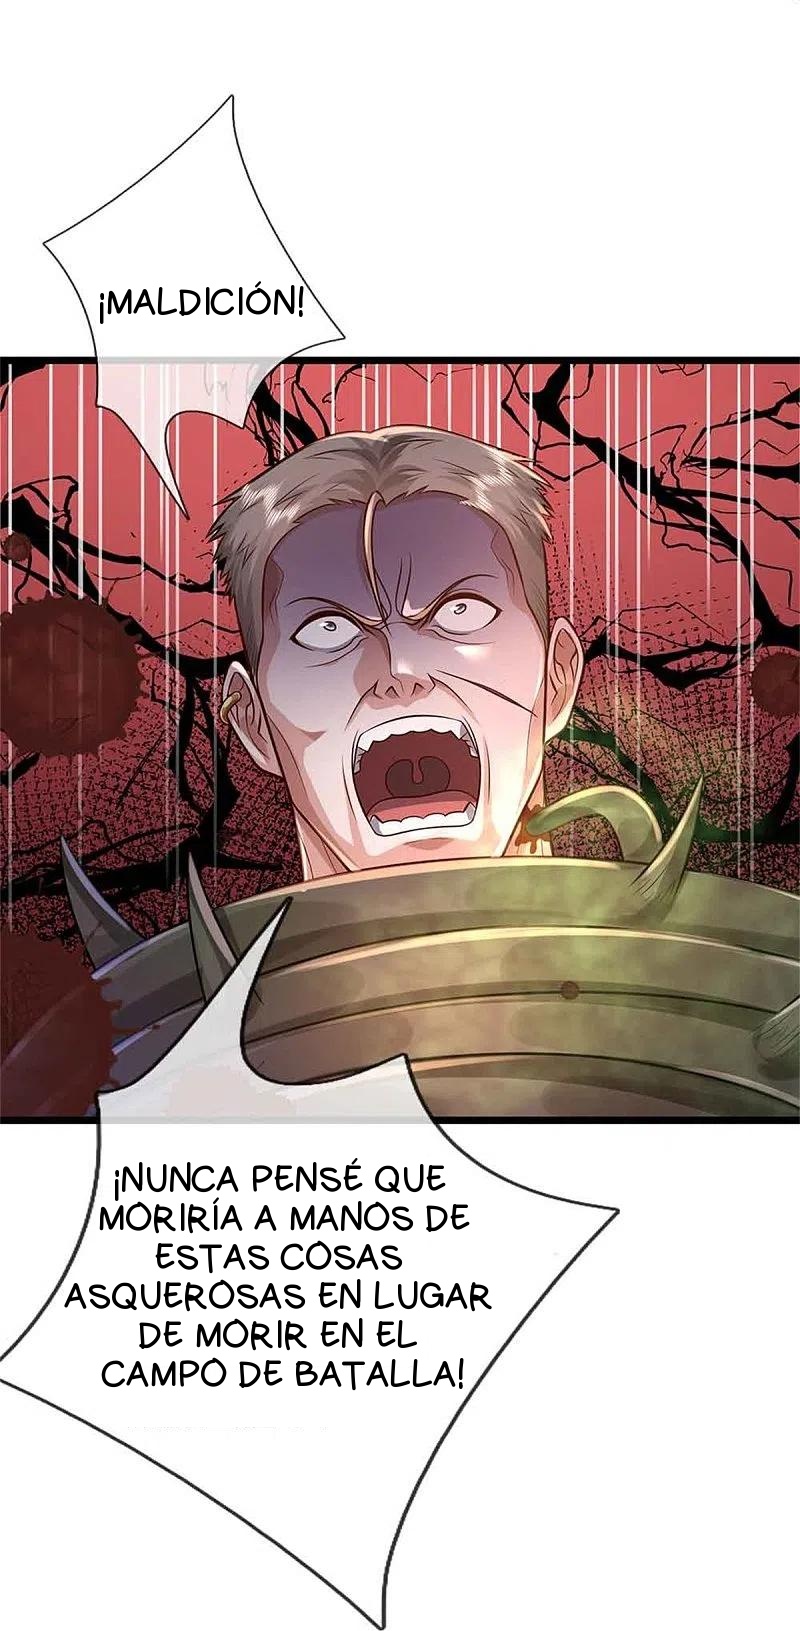 ¡MALDICIÓN!
¡NUNCA PENSÉ QUE
MORIRÍA A MANOS DE
ESTAS COSAS
ASQUEROSAS EN LUGAR
DE MORIR EN EL
CAMPO DE BATALLA!